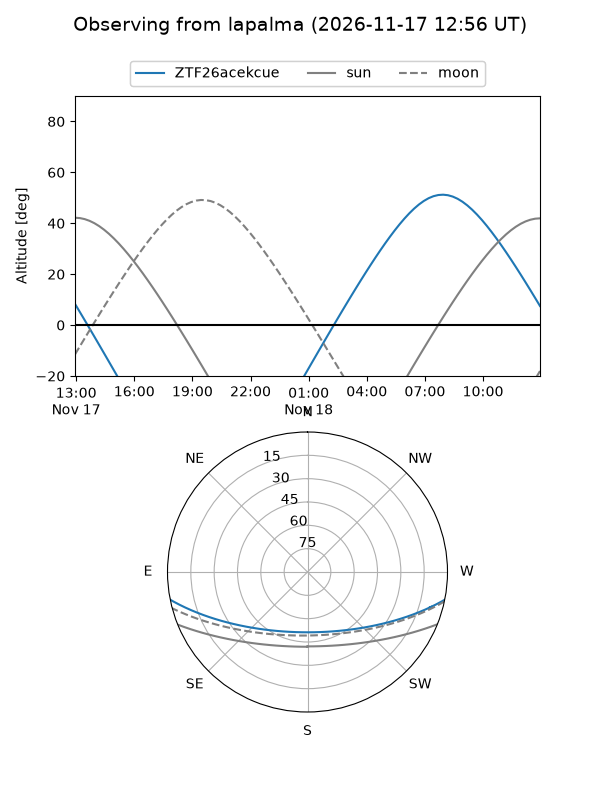 Observing from lapalma (2026-11-17 12:56 UT)
ZTF26acekcue sun moon
Altitude [deg]
80
60
40
20
0
−20
13:00 16:00 19:00 22:00 01:00 04:00 07:00 10:00
Nov 17 Nov 18
N
NE NW
15
30
45
60
75
E W
SE SW
S